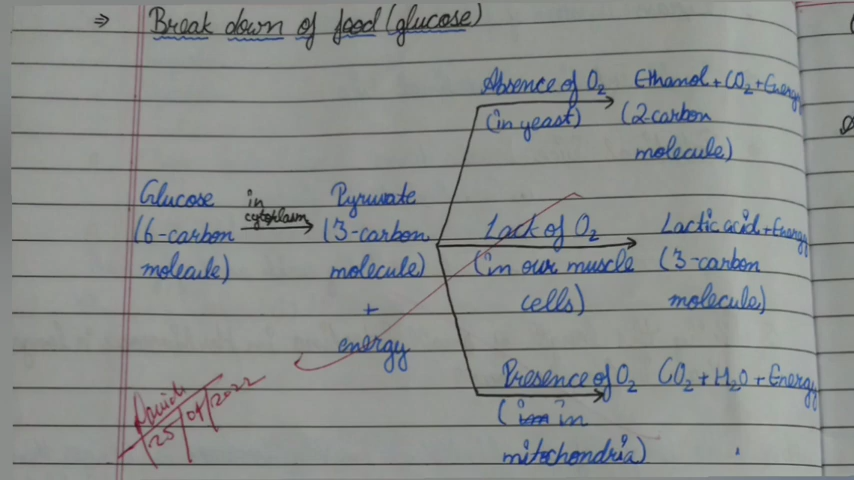 ⇒ Break down of food (glucose)
Absence of O₂
(in yeast)
Ethanol + CO₂ + Energy
(2-carbon
molecule)
Glucose
(6-carbon
molecule)
in
cytoplasm
Pyruvate
(3-carbon
molecule)
+
energy
Lack of O₂
(in our muscle
cells)
Lactic acid + Energy
(3-carbon
molecule)
Presence of O₂
(in
mitochondria)
CO₂ + H₂O + Energy
25/04/2022